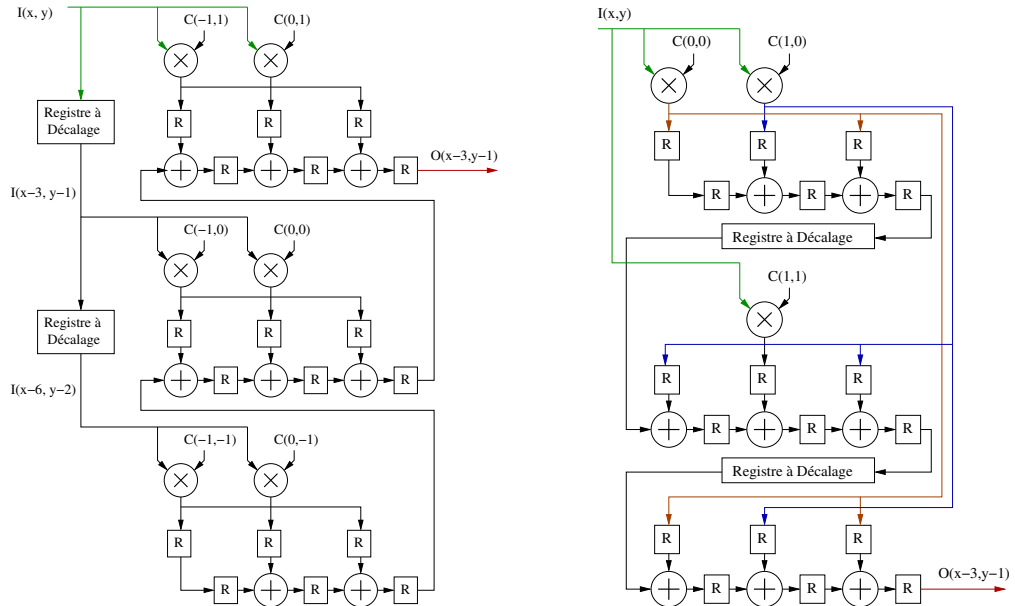 I(x, y)
C(−1,1)
C(0,1)
Registre à
Décalage
R
R
R
R
R
R
O(x−3,y−1)
I(x−3, y−1)
C(−1,0)
C(0,0)
Registre à
Décalage
R
R
R
R
R
R
I(x−6, y−2)
C(−1,−1)
C(0,−1)
R
R
R
R
R
R
I(x,y)
C(0,0)
C(1,0)
R
R
R
R
R
R
Registre à Décalage
C(1,1)
R
R
R
R
R
R
Registre à Décalage
R
R
R
R
R
R
O(x−3,y−1)